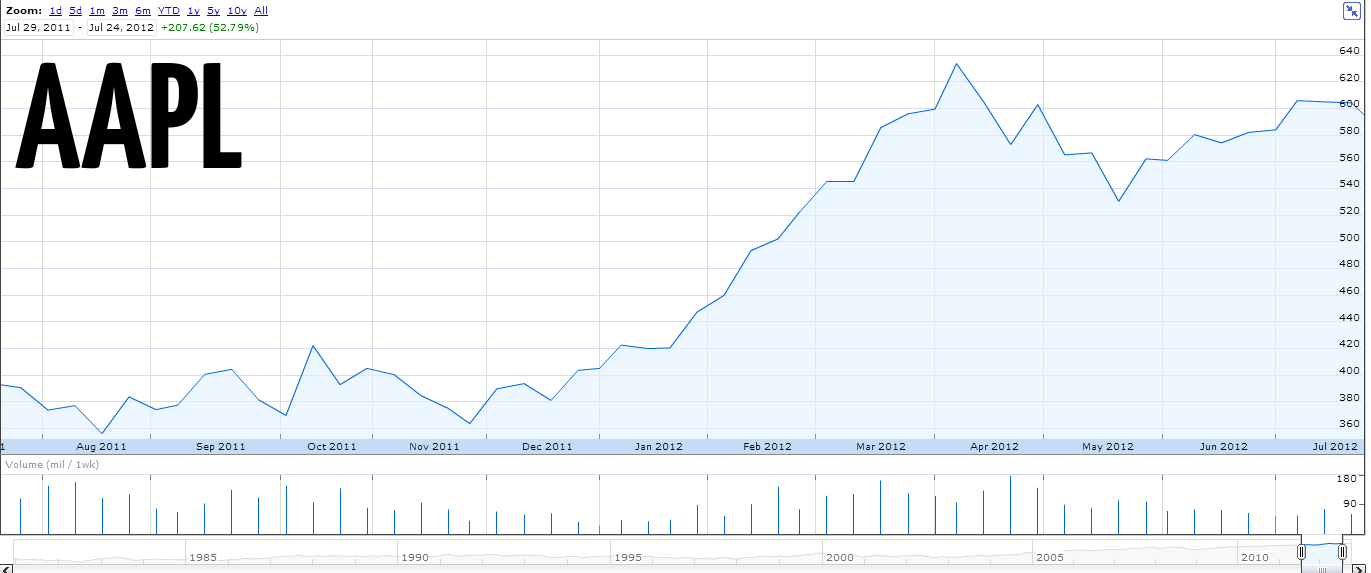 Zoom: 1d 5d 1m 3m 6m YTD 1y 5y 10y All
Jul 29, 2011 - Jul 24, 2012 +207.62 (52.79%)
AAPL
640
620
600
580
560
540
520
500
480
460
440
420
400
380
360
1 Aug 2011 Sep 2011 Oct 2011 Nov 2011 Dec 2011 Jan 2012 Feb 2012 Mar 2012 Apr 2012 May 2012 Jun 2012 Jul 2012
Volume (mil / 1wk)
180
90
1985 1990 1995 2000 2005 2010